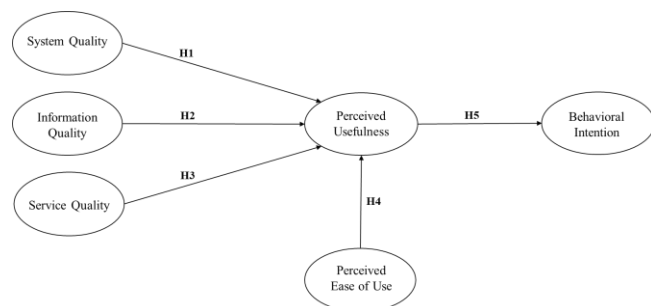 System Quality
H1
Information
Quality
H2
Perceived
Usefulness
H5
Behavioral
Intention
H3
Service Quality
H4
Perceived
Ease of Use